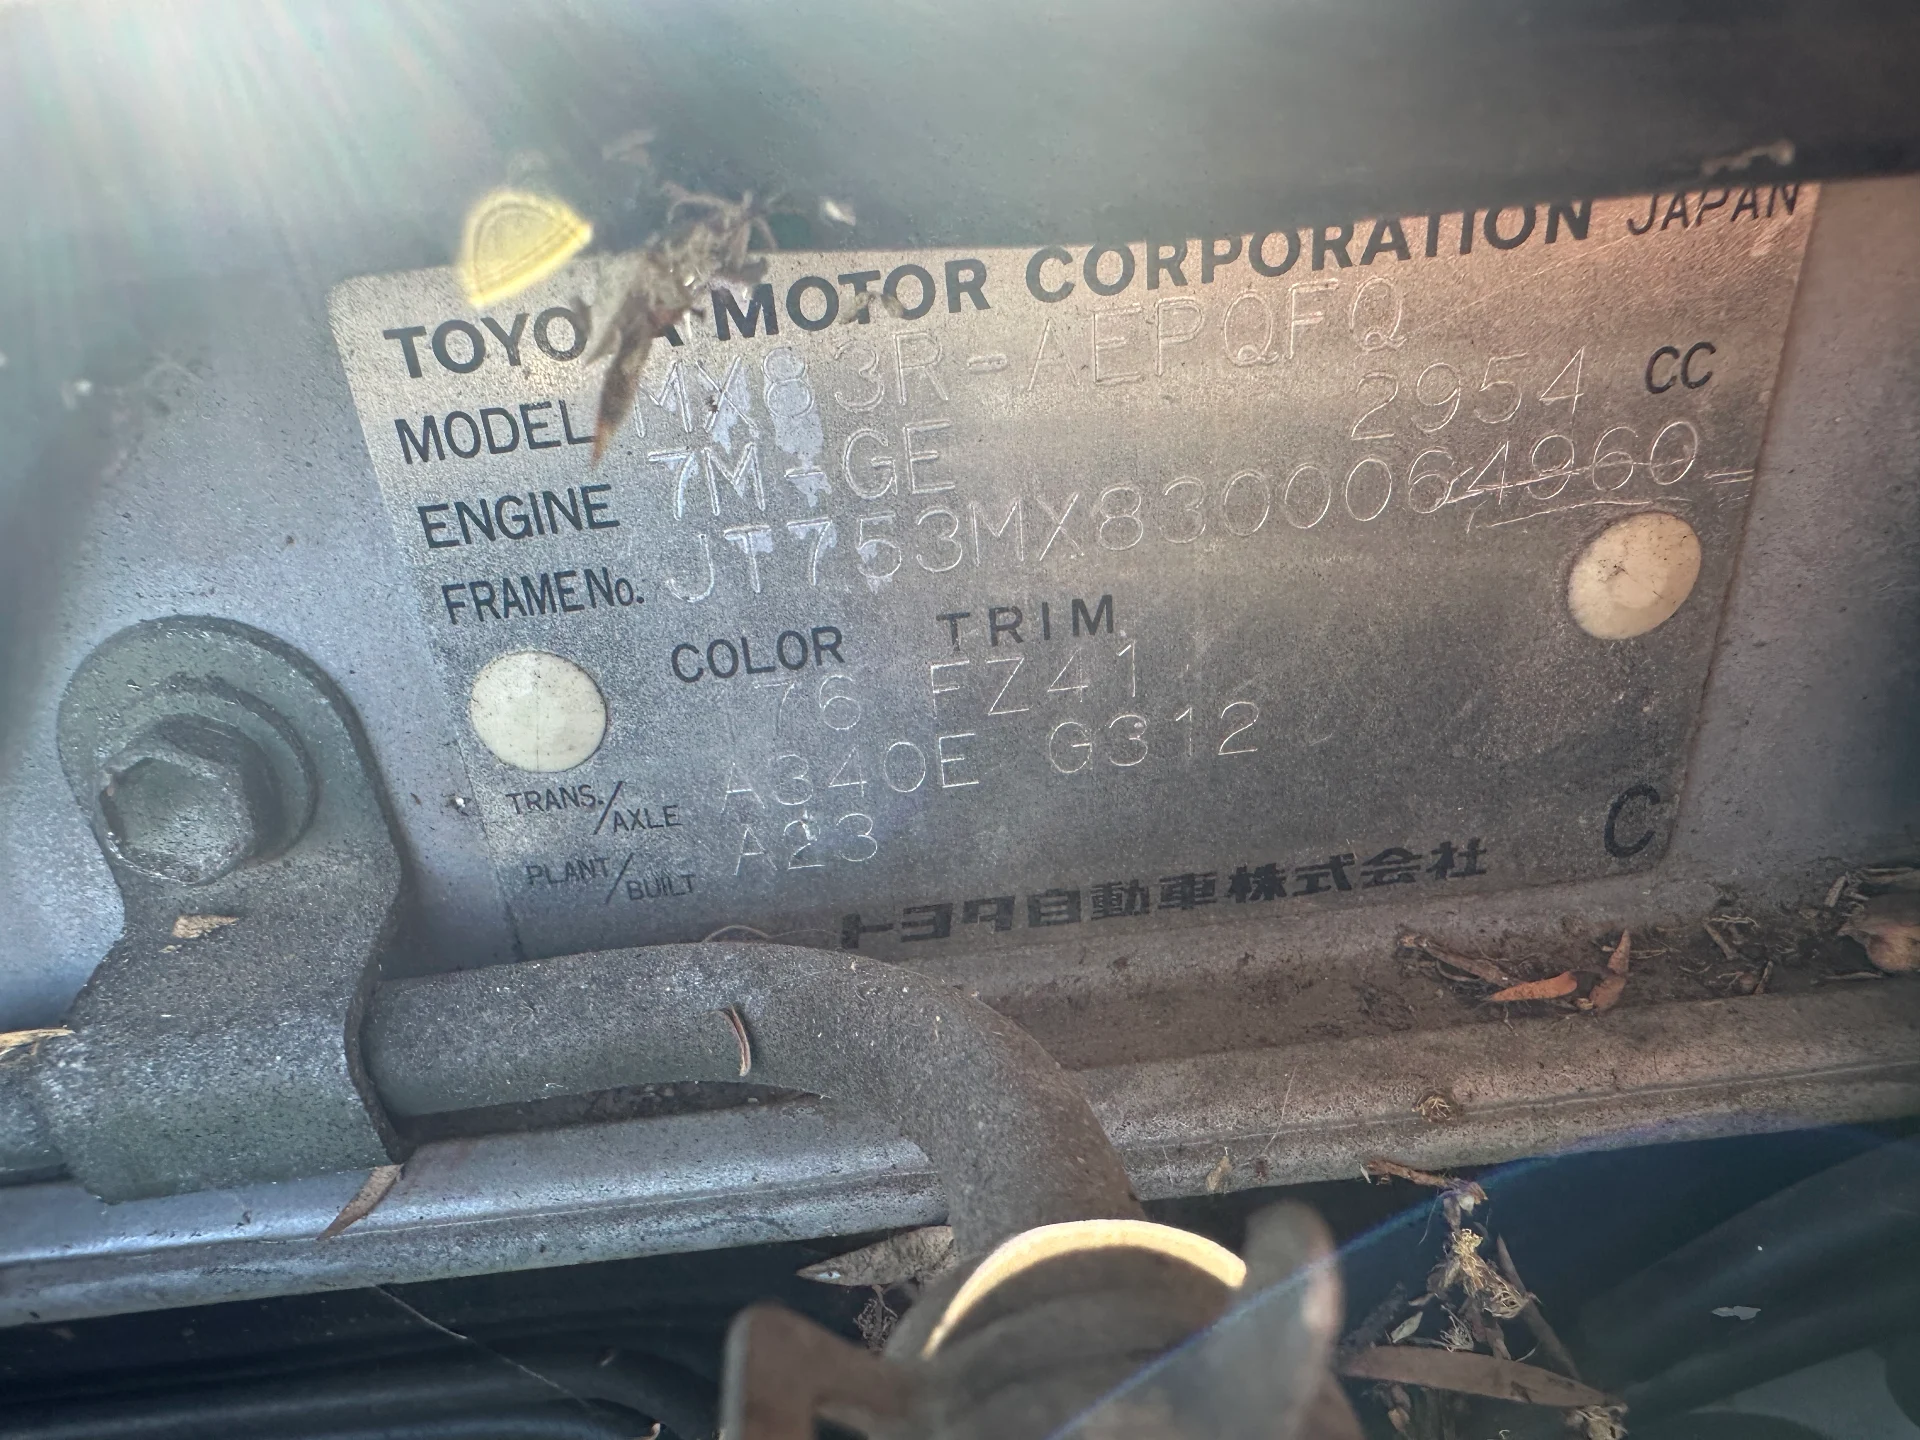 TOYOTA MOTOR CORPORATION JAPAN
MODEL MX83R-AEPQFQ
ENGINE 7M-GE 2954 CC
FRAME No. JT753MX8300064960
COLOR TRIM
176 FZ41
TRANS./AXLE A340E G312
PLANT/BUILT A23
C
トヨタ自動車株式会社